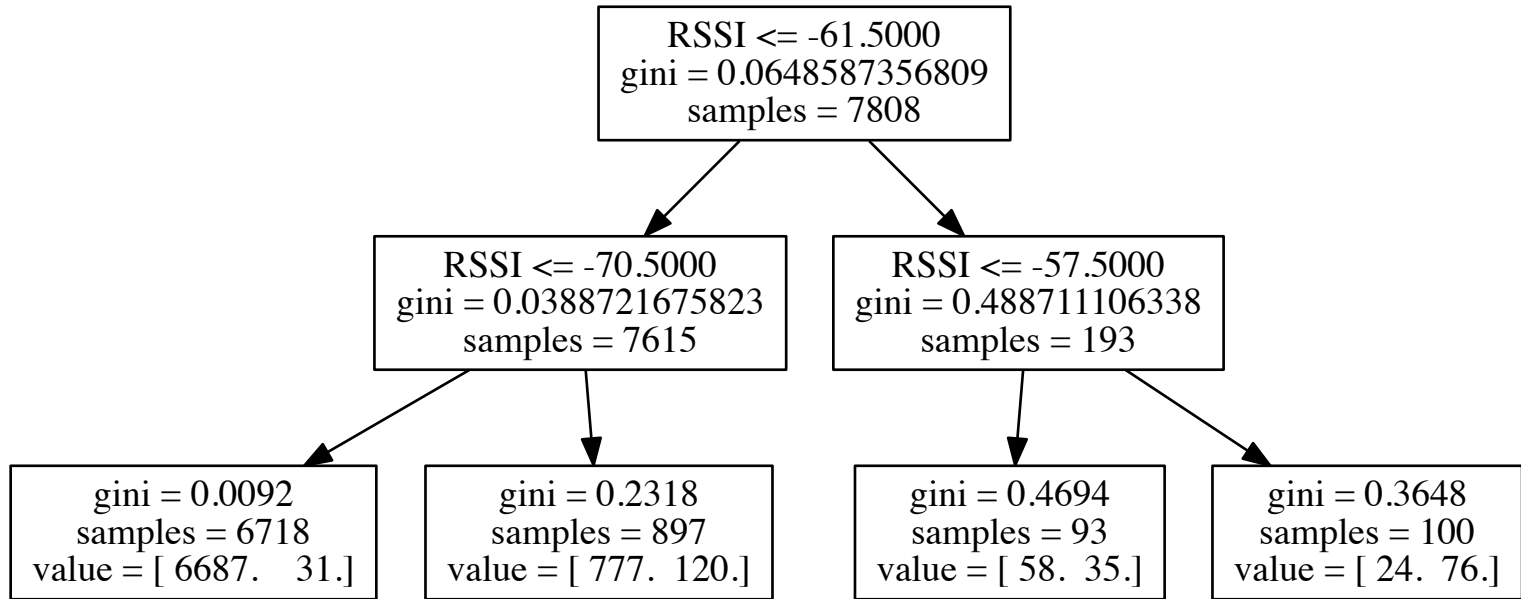 RSSI <= -61.5000
gini = 0.0648587356809
samples = 7808
RSSI <= -70.5000
gini = 0.0388721675823
samples = 7615
RSSI <= -57.5000
gini = 0.488711106338
samples = 193
gini = 0.0092
samples = 6718
value = [ 6687.    31.]
gini = 0.2318
samples = 897
value = [ 777.  120.]
gini = 0.4694
samples = 93
value = [ 58.  35.]
gini = 0.3648
samples = 100
value = [ 24.  76.]